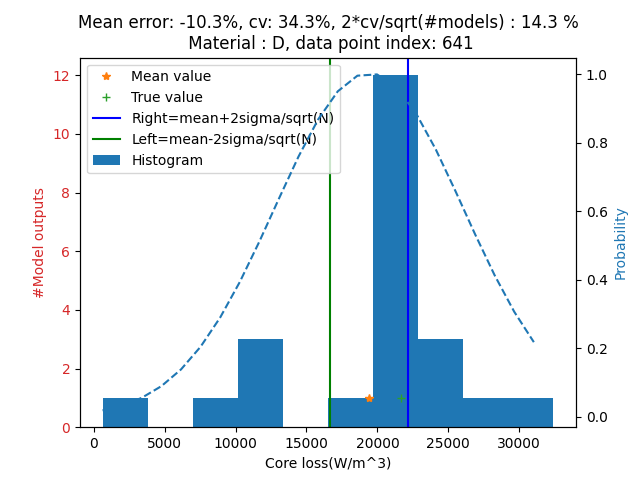 Mean error: -10.3%, cv: 34.3%, 2*cv/sqrt(#models) : 14.3 %
Material : D, data point index: 641
Mean value
True value
Right=mean+2sigma/sqrt(N)
Left=mean-2sigma/sqrt(N)
Histogram
12
10
8
6
4
2
0
#Model outputs
1.0
0.8
0.6
0.4
0.2
0.0
Probability
0 5000 10000 15000 20000 25000 30000
Core loss(W/m^3)